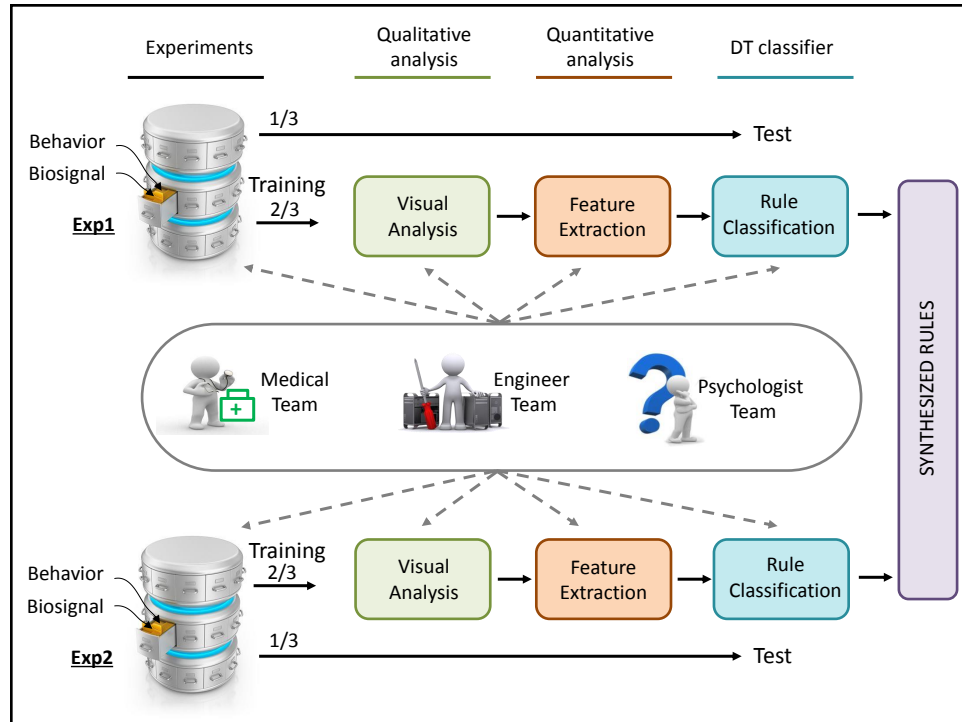 Experiments
Qualitative
analysis
Quantitative
analysis
DT classifier
1/3
Test
Behavior
Biosignal
Exp1
Training
2/3
Visual
Analysis
Feature
Extraction
Rule
Classification
Medical
Team
Engineer
Team
Psychologist
Team
SYNTHESIZED RULES
Training
2/3
Behavior
Biosignal
Exp2
Visual
Analysis
Feature
Extraction
Rule
Classification
1/3
Test